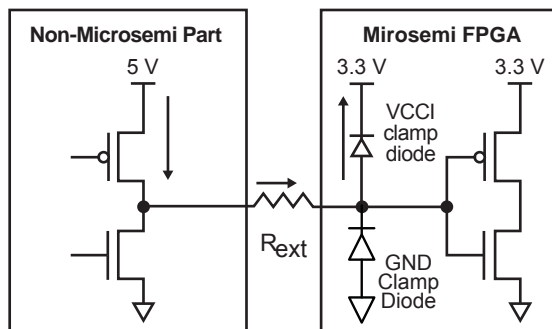 Non-Microsemi Part
Mirosemi FPGA
5 V
3.3 V
3.3 V
VCCI
clamp
diode
Rext
GND
Clamp
Diode